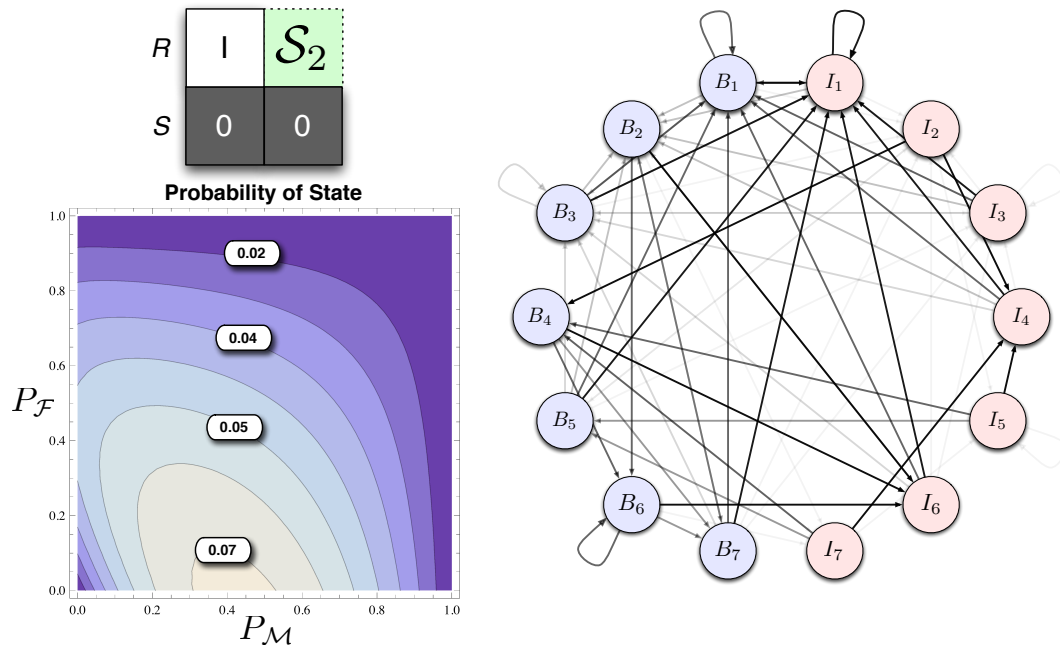 R I 𝒮₂
S 0 0
Probability of State
1.0
0.02
0.8
0.04
0.6
P_ℱ
0.05
0.4
0.2
0.07
0.0
0.0 0.2 0.4 0.6 0.8 1.0
P_ℳ
B₁ I₁
B₂ I₂
B₃ I₃
B₄ I₄
B₅ I₅
B₆ I₆
B₇ I₇